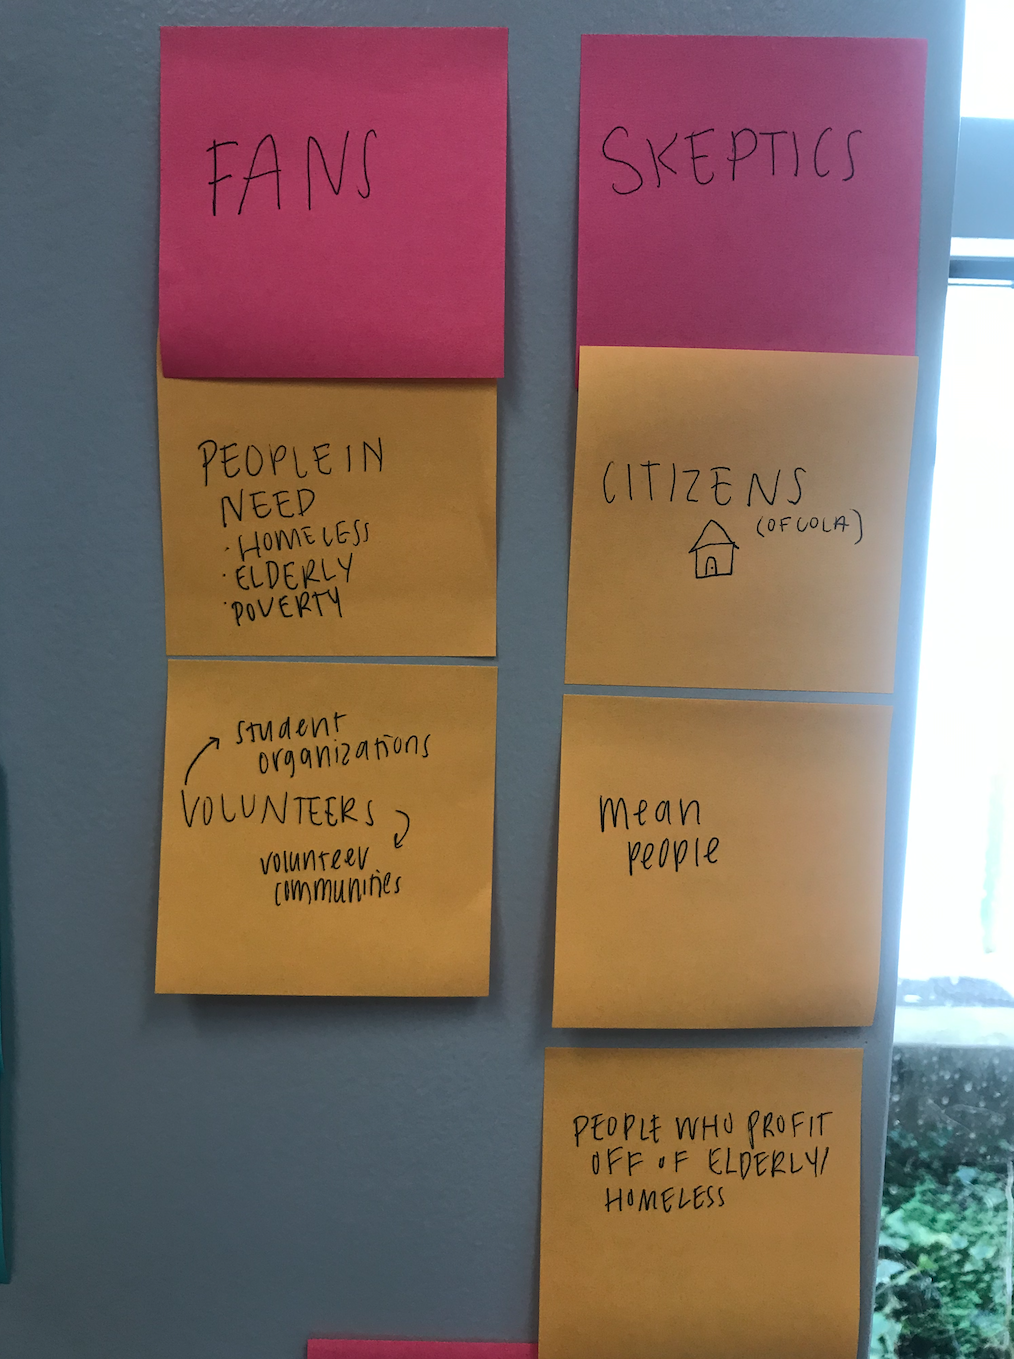 FANS
PEOPLE IN
NEED
· HOMELESS
· ELDERLY
· POVERTY
student
organizations
VOLUNTEERS
volunteer
communities
SKEPTICS
CITIZENS
(OF COLA)
mean
people
PEOPLE WHO PROFIT
OFF OF ELDERLY/
HOMELESS